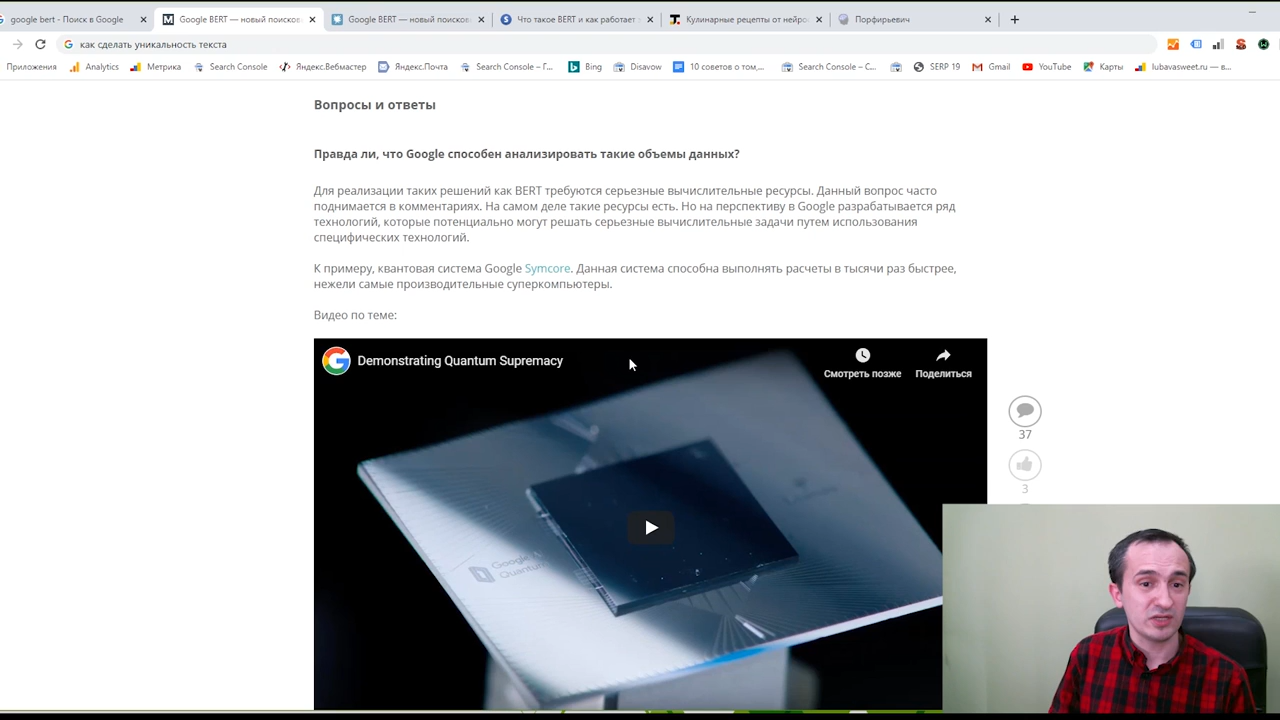 google bert - Поиск в Google
Google BERT — новый поисков
Google BERT — новый поисков
Что такое BERT и как работает
Кулинарные рецепты от нейро
Порфирьевич
как сделать уникальность текста
Приложения
Analytics
Метрика
Search Console
Яндекс.Вебмастер
Яндекс.Почта
Search Console – Г...
Bing
Disavow
10 советов о том,...
Search Console – С...
SERP 19
Gmail
YouTube
Карты
lubavasweet.ru — в...
Вопросы и ответы
Правда ли, что Google способен анализировать такие объемы данных?
Для реализации таких решений как BERT требуются серьезные вычислительные ресурсы. Данный вопрос часто
поднимается в комментариях. На самом деле такие ресурсы есть. Но на перспективу в Google разрабатывается ряд
технологий, которые потенциально могут решать серьезные вычислительные задачи путем использования
специфических технологий.
К примеру, квантовая система Google Symcore. Данная система способна выполнять расчеты в тысячи раз быстрее,
нежели самые производительные суперкомпьютеры.
Видео по теме:
Demonstrating Quantum Supremacy
Смотреть позже
Поделиться
37
3
Google AI
Quantum